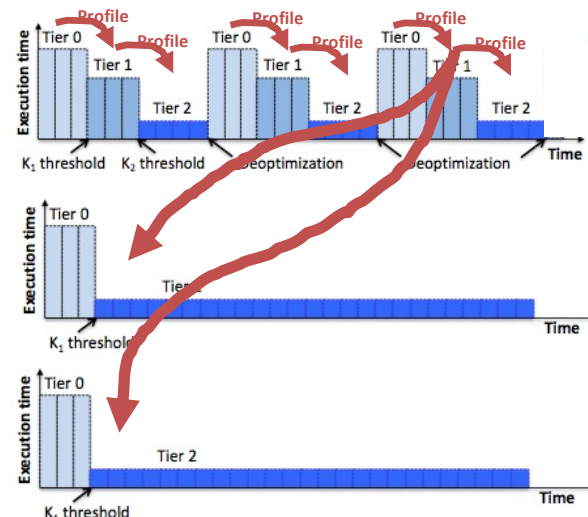 Profile Profile Profile Profile Profile Profile
Tier 0 Tier 0 Tier 0
Tier 1 Tier 1
Tier 2 Tier 2 Tier 2
Execution time
K₁ threshold K₂ threshold Time
Tier 0
Execution time
Time
K₁
Tier 0
Tier 2
Execution time
Time
threshold